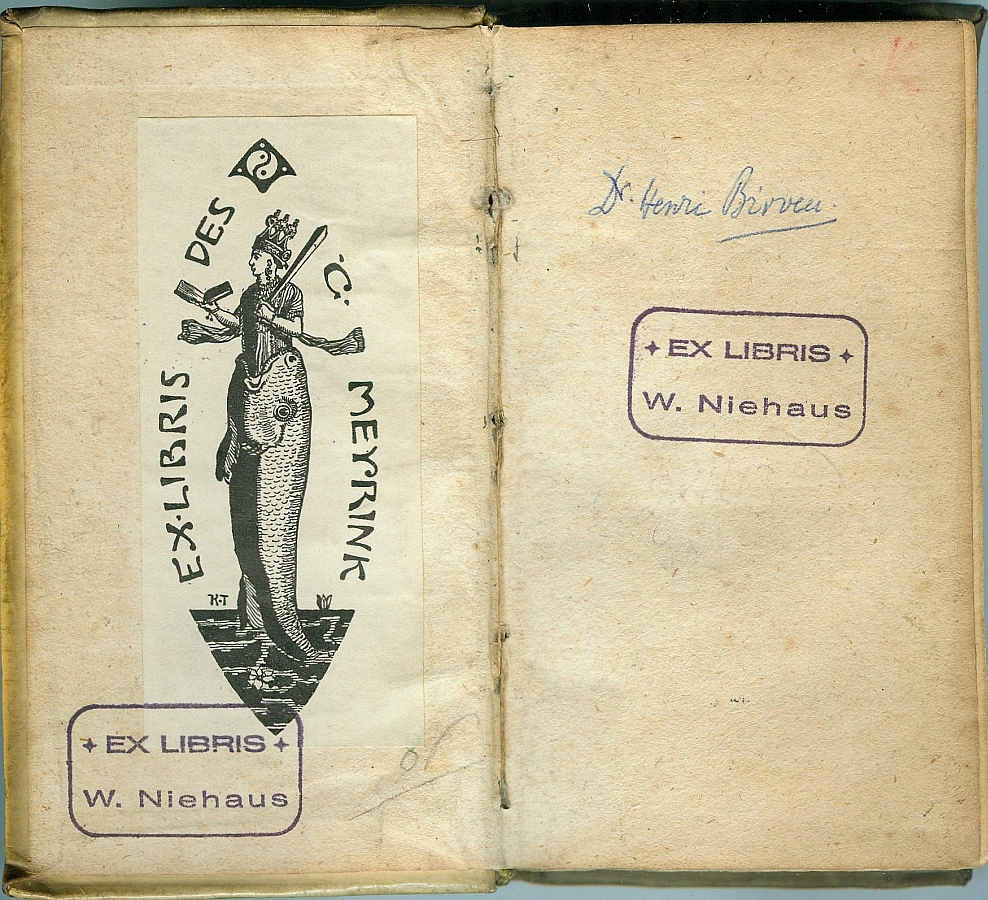 EX·LIBRIS DES
·G· MEYRINK
K·T
EX LIBRIS
W. Niehaus
K
Dr. Henri Birven.
EX LIBRIS
W. Niehaus